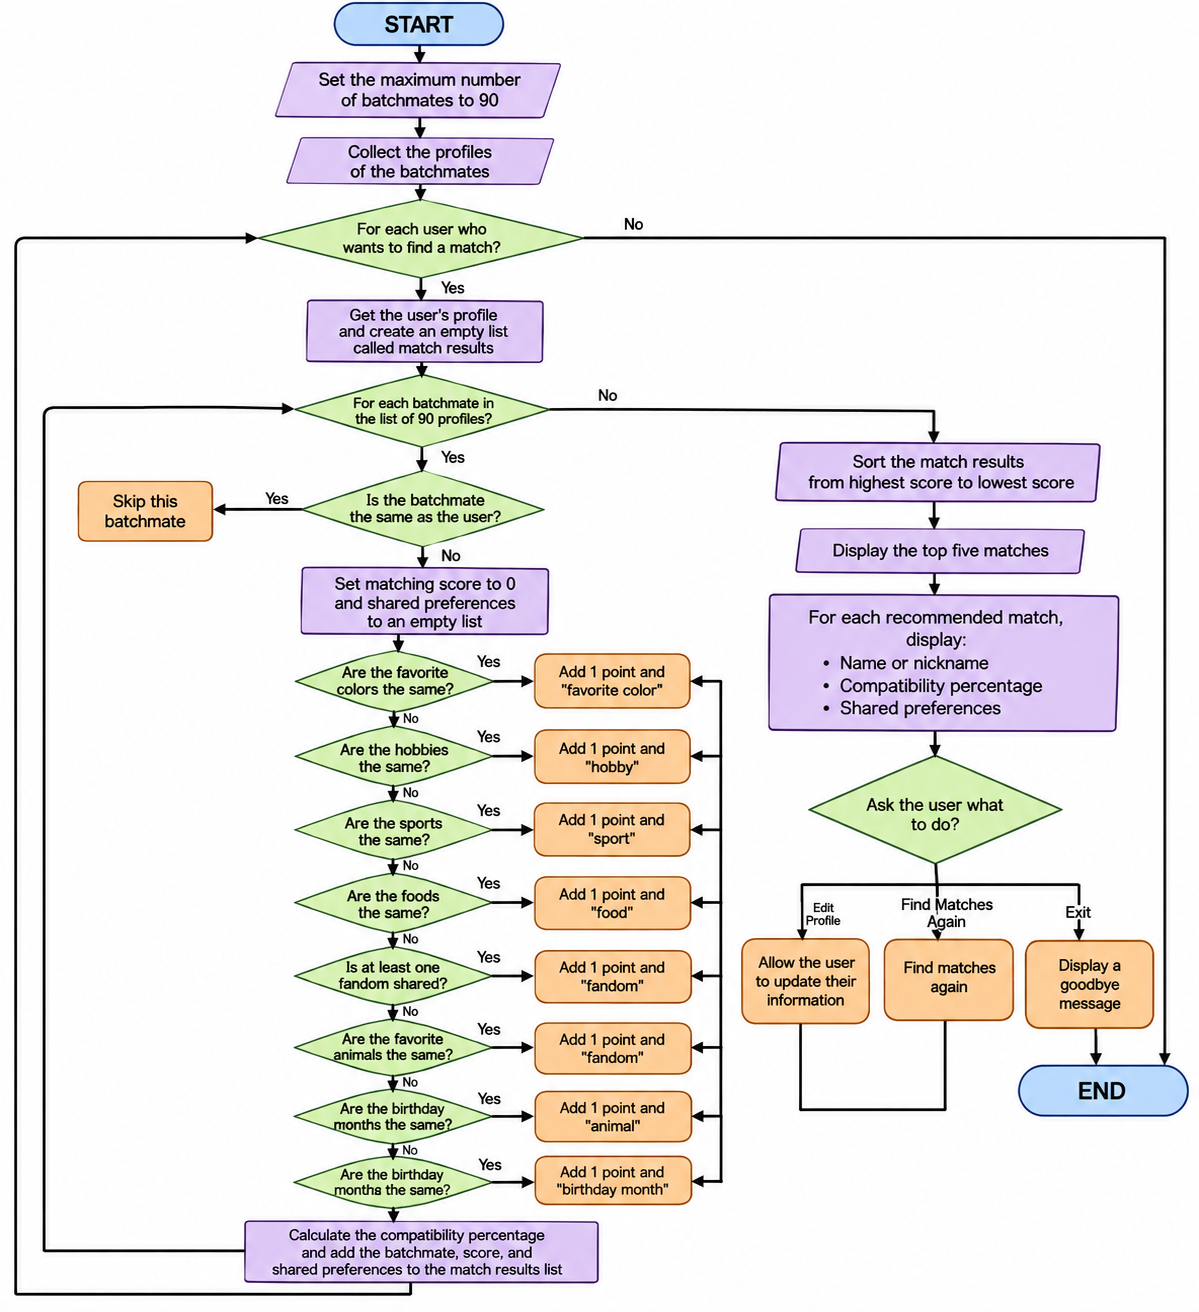 START
Set the maximum number
of batchmates to 90
Collect the profiles
of the batchmates
For each user who
wants to find a match?
No
Yes
Get the user's profile
and create an empty list
called match results
For each batchmate in
the list of 90 profiles?
No
Yes
Is the batchmate
the same as the user?
Yes
Skip this
batchmate
No
Set matching score to 0
and shared preferences
to an empty list
Are the favorite
colors the same?
Yes
Add 1 point and
"favorite color"
No
Are the hobbies
the same?
Yes
Add 1 point and
"hobby"
No
Are the sports
the same?
Yes
Add 1 point and
"sport"
No
Are the foods
the same?
Yes
Add 1 point and
"food"
No
Is at least one
fandom shared?
Yes
Add 1 point and
"fandom"
No
Are the favorite
animals the same?
Yes
Add 1 point and
"fandom"
No
Are the birthday
months the same?
Yes
Add 1 point and
"animal"
No
Are the birthday
months the same?
Yes
Add 1 point and
"birthday month"
Calculate the compatibility percentage
and add the batchmate, score, and
shared preferences to the match results list
Sort the match results
from highest score to lowest score
Display the top five matches
For each recommended match,
display:
• Name or nickname
• Compatibility percentage
• Shared preferences
Ask the user what
to do?
Edit
Profile
Find Matches
Again
Exit
Allow the user
to update their
information
Find matches
again
Display a
goodbye
message
END